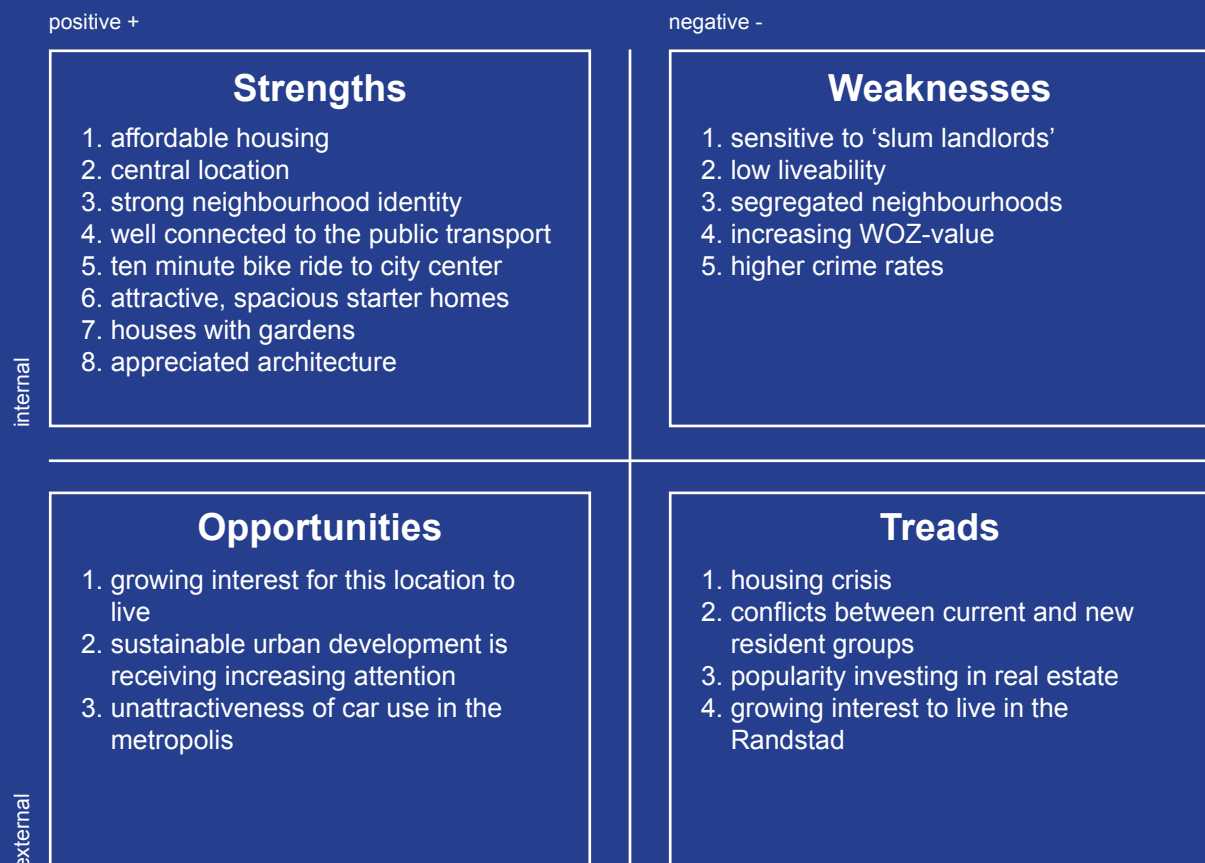 positive +
negative -
Strengths
1. affordable housing
2. central location
3. strong neighbourhood identity
4. well connected to the public transport
5. ten minute bike ride to city center
6. attractive, spacious starter homes
7. houses with gardens
8. appreciated architecture
Weaknesses
1. sensitive to ‘slum landlords’
2. low liveability
3. segregated neighbourhoods
4. increasing WOZ-value
5. higher crime rates
internal
Opportunities
1. growing interest for this location to
live
2. sustainable urban development is
receiving increasing attention
3. unattractiveness of car use in the
metropolis
Treads
1. housing crisis
2. conflicts between current and new
resident groups
3. popularity investing in real estate
4. growing interest to live in the
Randstad
external